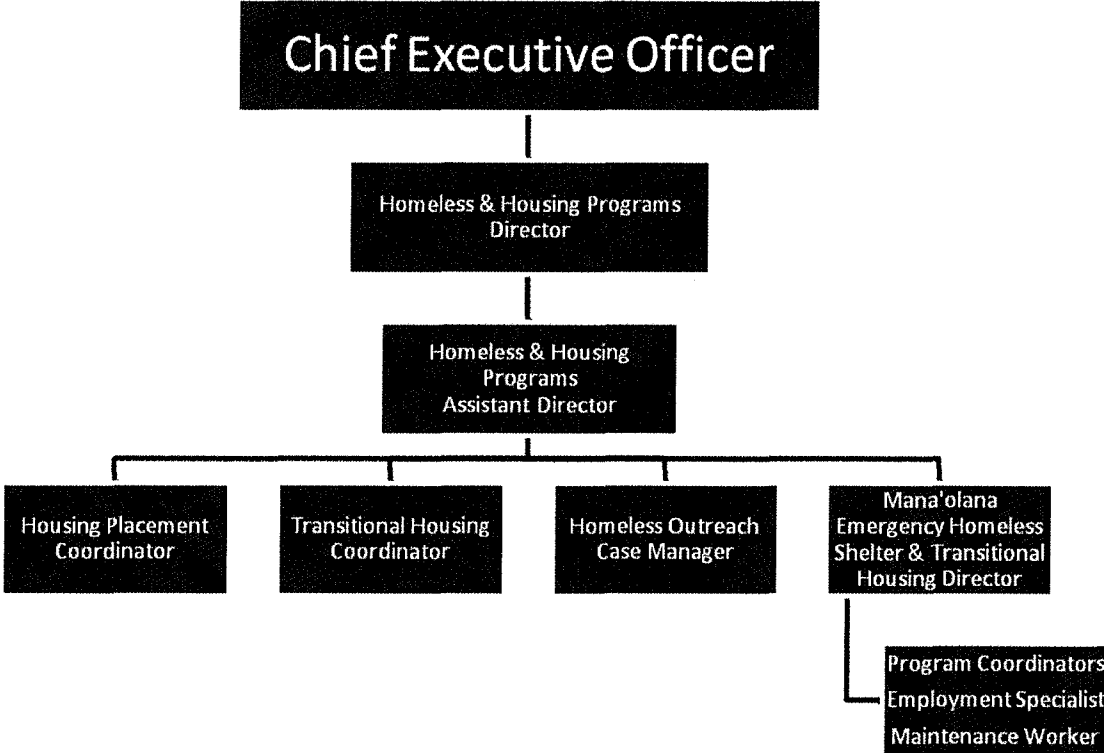 Chief Executive Officer
Homeless & Housing Programs
Director
Homeless & Housing
Programs
Assistant Director
Housing Placement
Coordinator
Transitional Housing
Coordinator
Homeless Outreach
Case Manager
Mana'olana
Emergency Homeless
Shelter & Transitional
Housing Director
Program Coordinators
Employment Specialist
Maintenance Worker